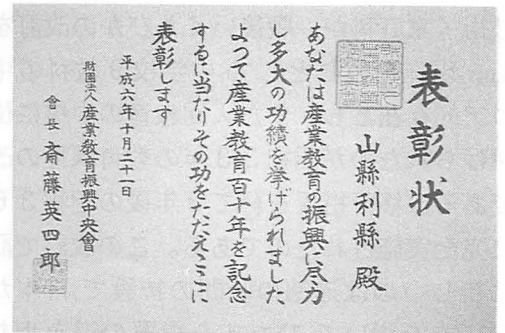 表彰状
山縣利縣 殿
あなたは産業教育の振興に尽力
し多大の功績を挙げられました
よって産業教育百十年を記念
するに当たりその功をたたえここに
表彰します
平成六年十月二十一日
財團法人産業教育振興中央會
會長 斎藤英四郎